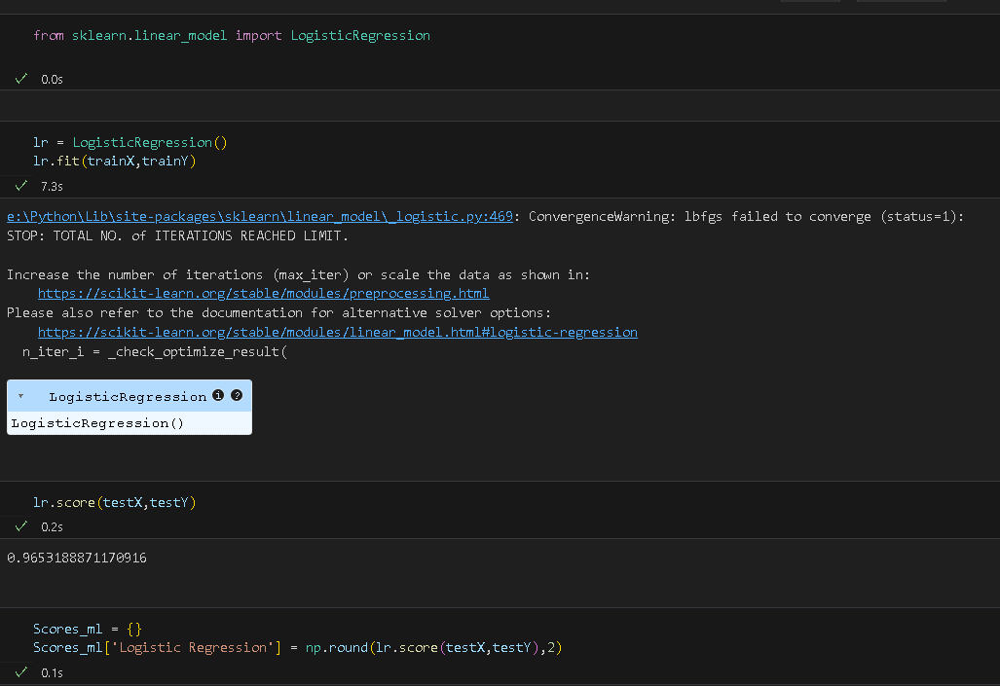 from sklearn.linear_model import LogisticRegression
0.0s
lr = LogisticRegression()
lr.fit(trainX,trainY)
7.3s
e:\Python\Lib\site-packages\sklearn\linear_model\_logistic.py:469: ConvergenceWarning: lbfgs failed to converge (status=1):
STOP: TOTAL NO. of ITERATIONS REACHED LIMIT.
Increase the number of iterations (max_iter) or scale the data as shown in:
https://scikit-learn.org/stable/modules/preprocessing.html
Please also refer to the documentation for alternative solver options:
https://scikit-learn.org/stable/modules/linear_model.html#logistic-regression
n_iter_i = _check_optimize_result(
LogisticRegression i ?
LogisticRegression()
lr.score(testX,testY)
0.2s
0.9653188871170916
Scores_ml = {}
Scores_ml['Logistic Regression'] = np.round(lr.score(testX,testY),2)
0.1s